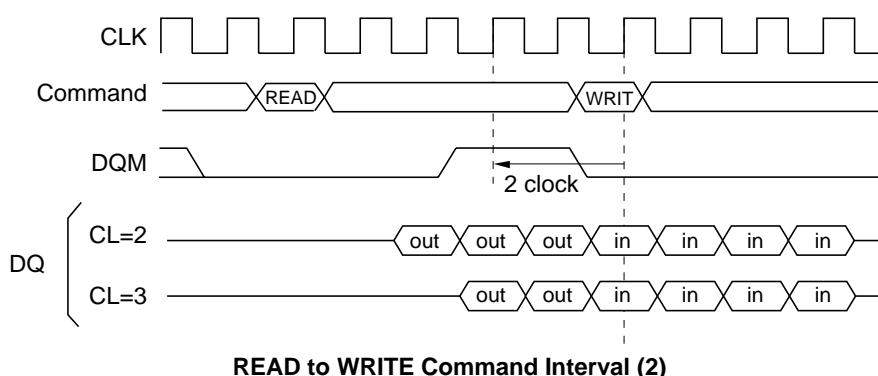 CLK
Command READ WRIT
DQM
2 clock
DQ
CL=2 out out out in in in in
CL=3 out out in in in in
READ to WRITE Command Interval (2)